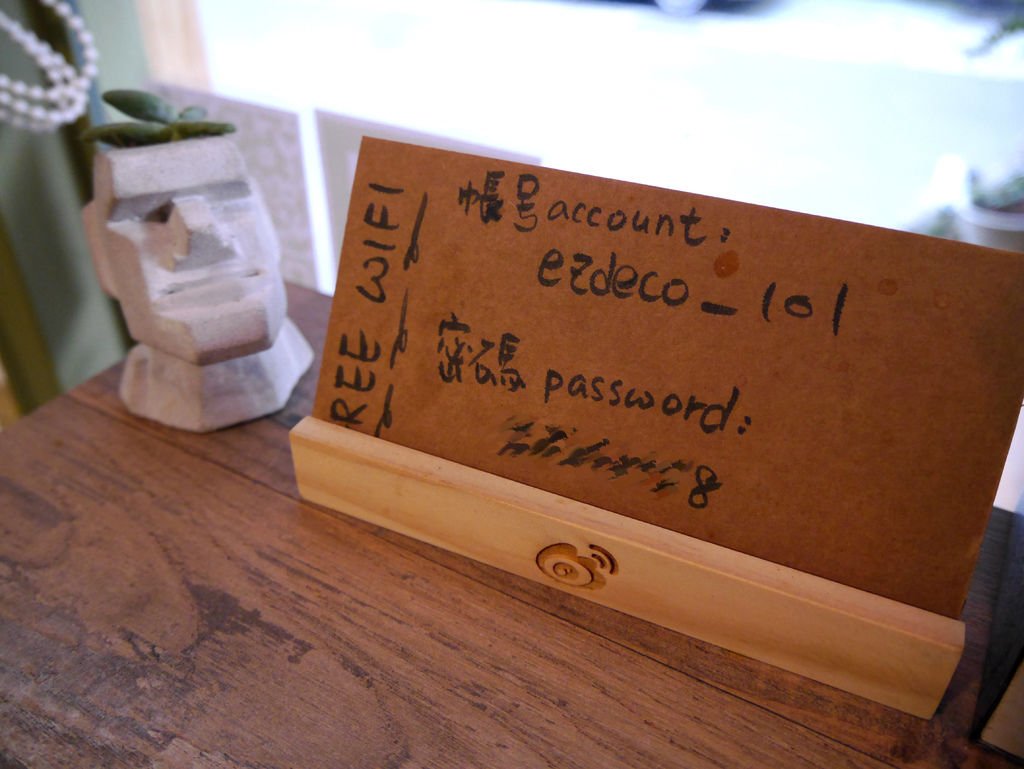 REE WIFI
帳号account:
ezdeco_101
密碼 password:
8